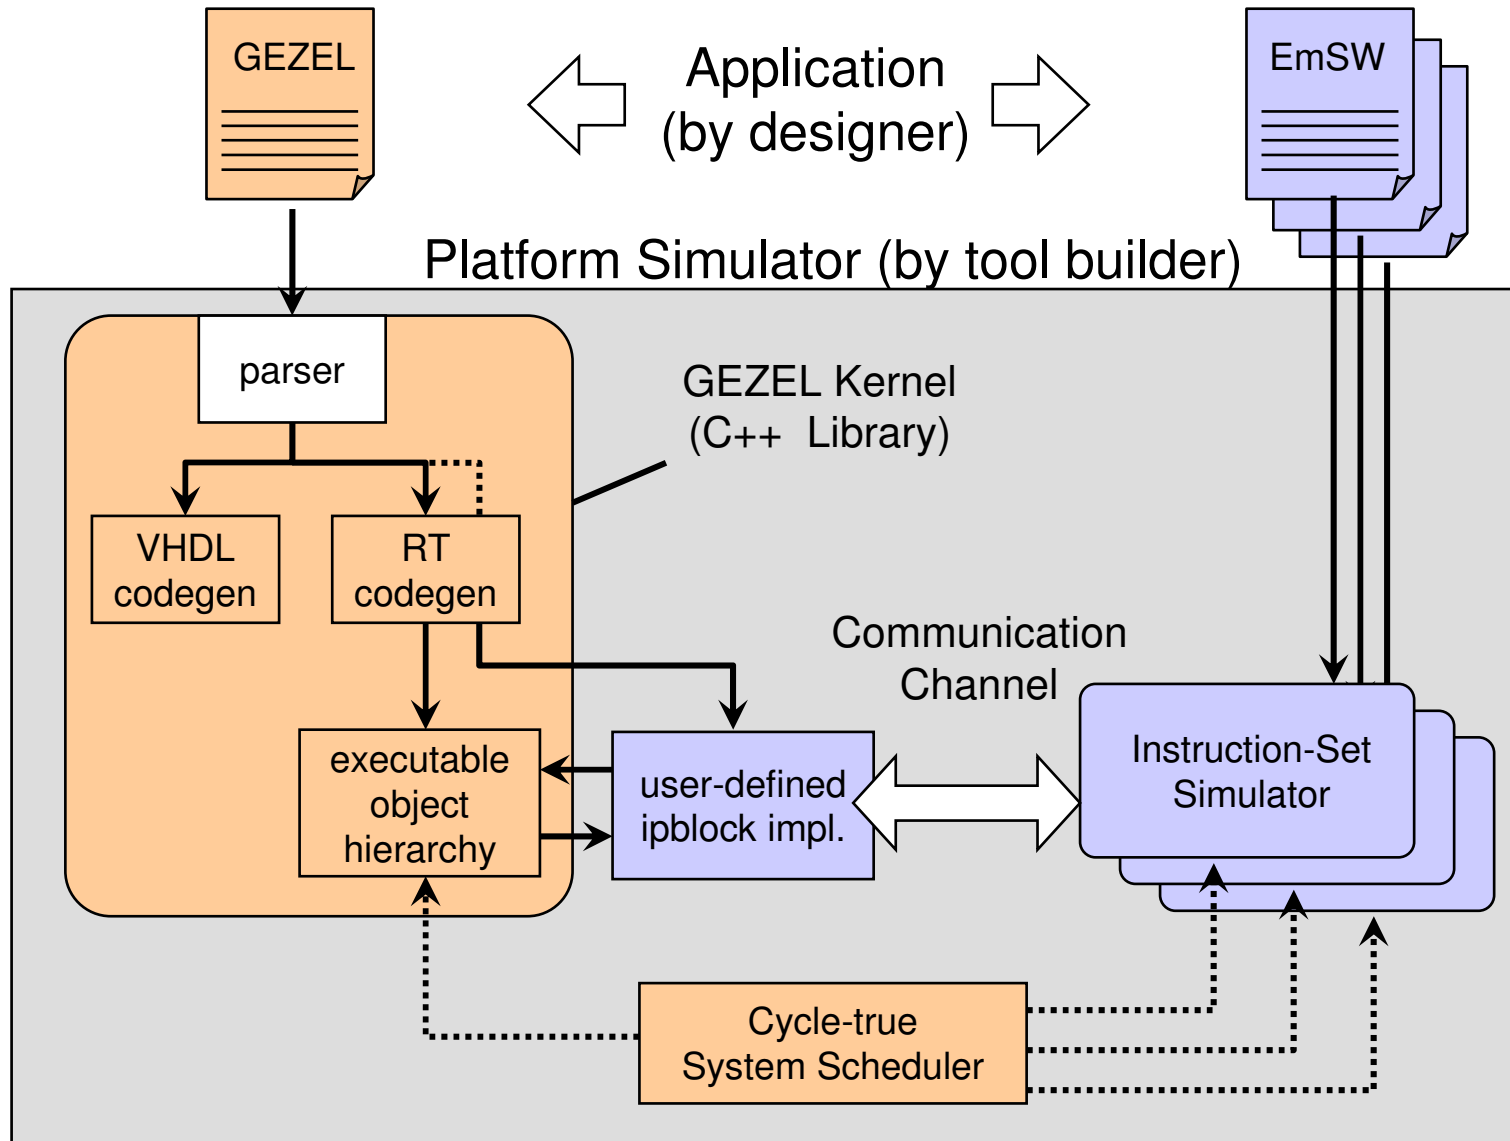 GEZEL
Application
(by designer)
EmSW
Platform Simulator (by tool builder)
parser
GEZEL Kernel
(C++ Library)
VHDL
codegen
RT
codegen
Communication
Channel
executable
object
hierarchy
user-defined
ipblock impl.
Instruction-Set
Simulator
Cycle-true
System Scheduler